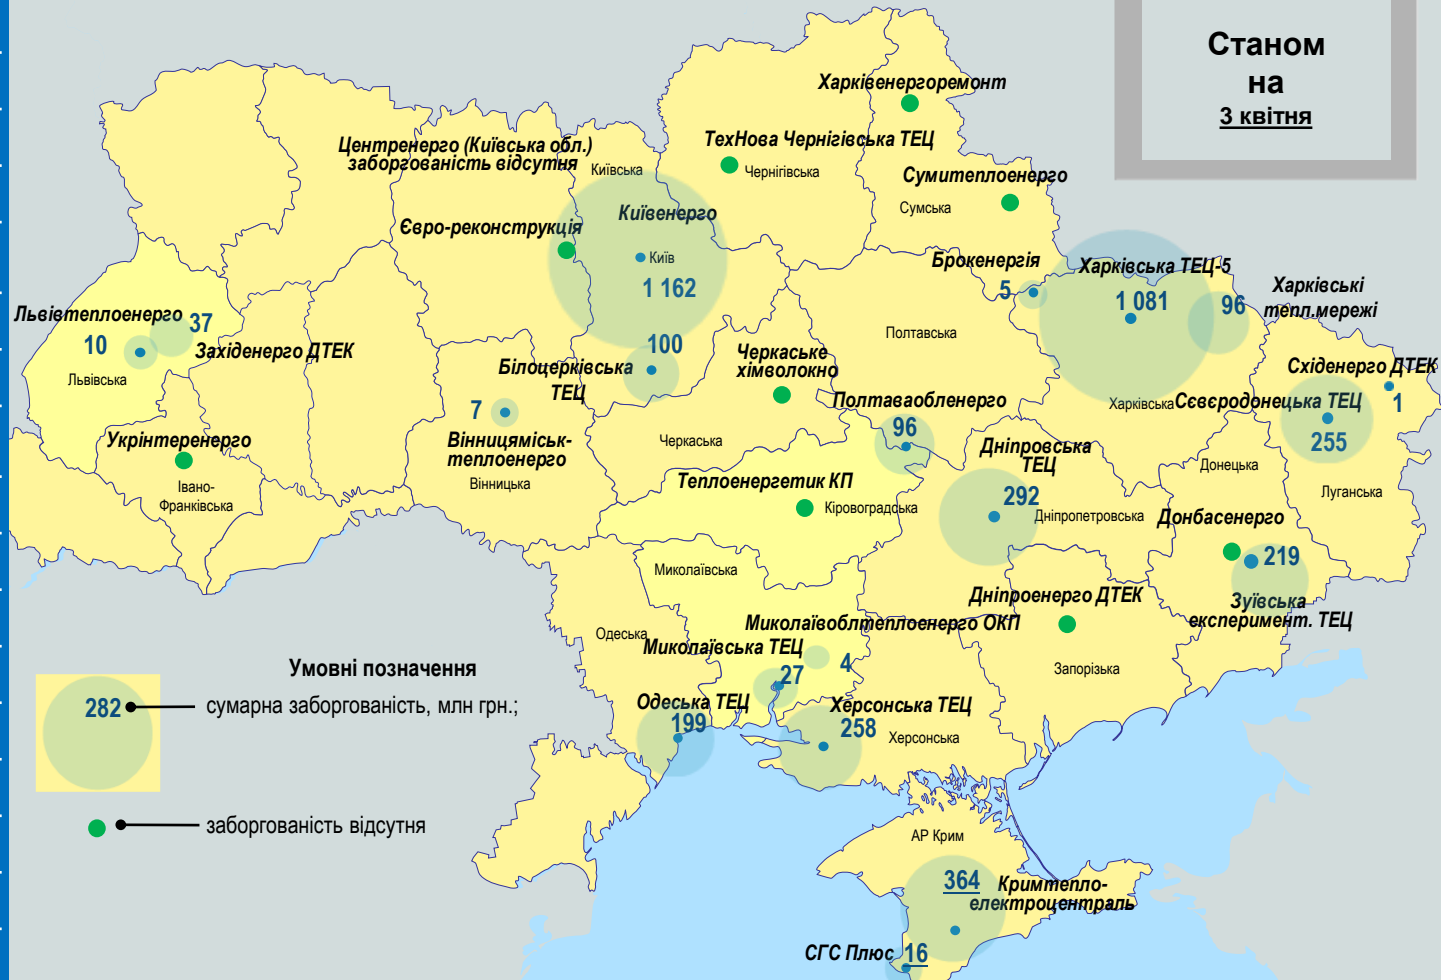 Станом
на
3 квітня
Харківенергоремонт
ТехНова Чернігівська ТЕЦ
Чернігівська
Центренерго (Київська обл.)
заборгованість відсутня
Київська
Сумитеплоенерго
Сумська
Київенерго
Євро-реконструкція
Київ
1 162
Брокенергія
5
Харківська ТЕЦ-5
1 081
96
Харківські
тепл.мережі
Львівтеплоенерго
37
10
Західенерго ДТЕК
Львівська
Полтавська
100
Білоцерківська
ТЕЦ
Черкаське
хімволокно
Східенерго ДТЕК
1
Полтаваобленерго
96
Харківська
Сєвєродонецька ТЕЦ
255
7
Вінницяміськ-
теплоенерго
Вінницька
Черкаська
Укрінтеренерго
Івано-
Франківська
Дніпровська
ТЕЦ
292
Дніпропетровська
Донецька
Луганська
Теплоенергетик КП
Кіровоградська
Донбасенерго
219
Зуївська
експеримент. ТЕЦ
Миколаївська
Дніпроенерго ДТЕК
Запорізька
Одеська
Миколаївоблтеплоенерго ОКП
Миколаївська ТЕЦ
4
27
Одеська ТЕЦ
199
Херсонська ТЕЦ
258
Херсонська
Умовні позначення
282
сумарна заборгованість, млн грн.;
заборгованість відсутня
АР Крим
364
Кримтепло-
електроцентраль
СГС Плюс
16